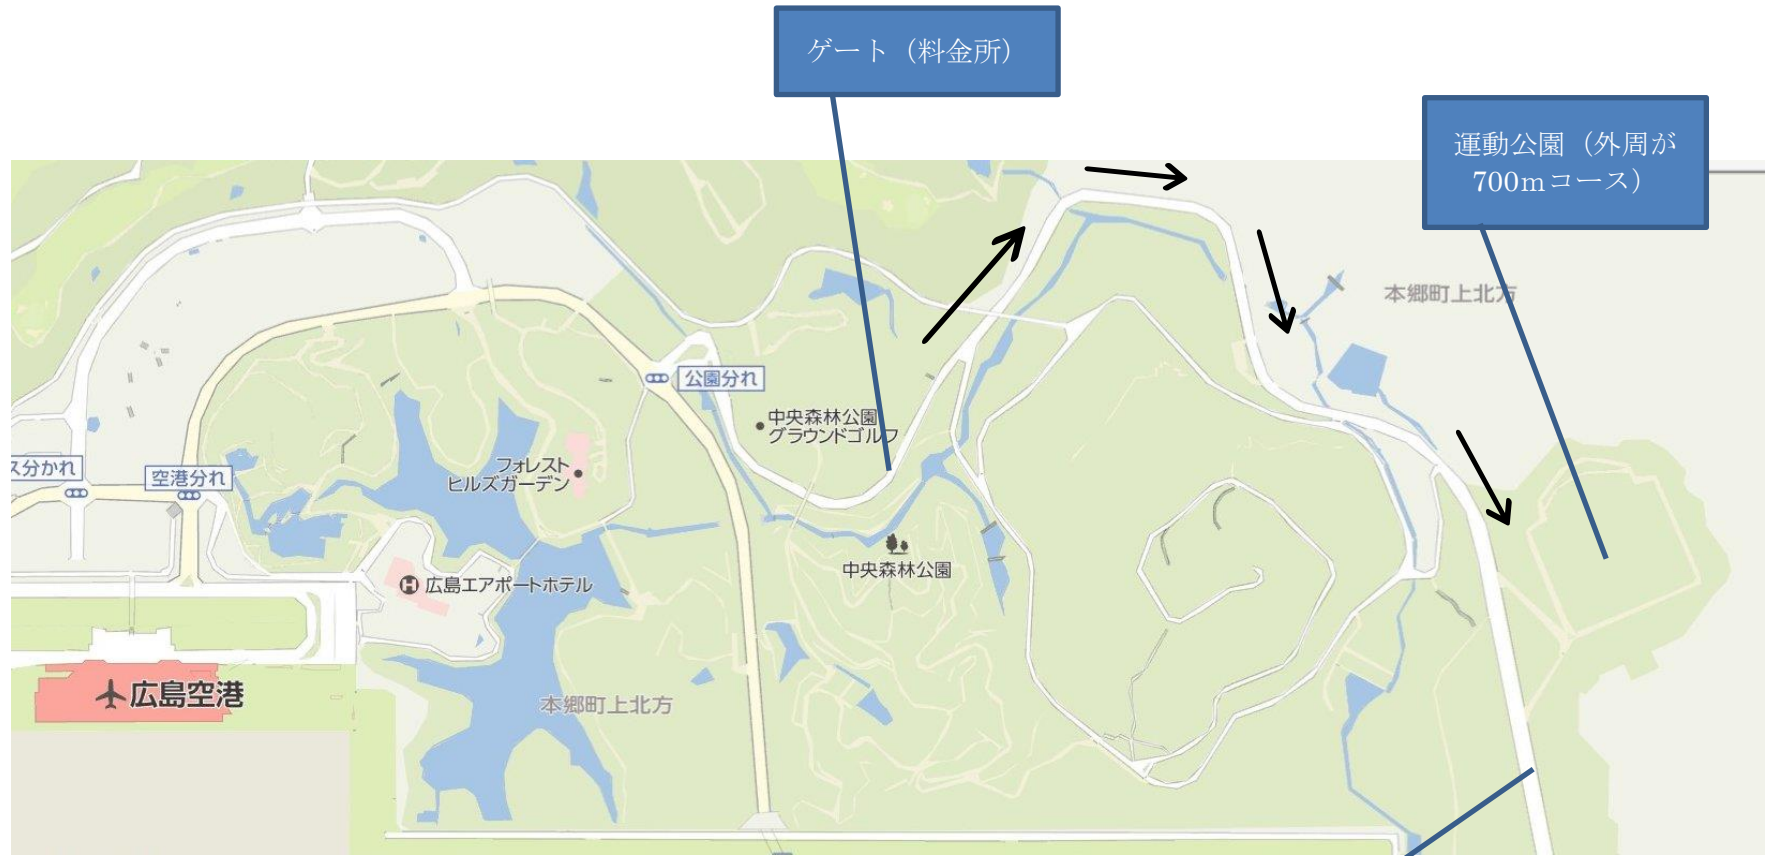 ゲート（料金所）
運動公園（外周が
700ｍコース）
本郷町上北方
公園分れ
中央森林公園
グラウンドゴルフ
フォレスト
ヒルズガーデン
ス分かれ
空港分れ
中央森林公園
H 広島エアポートホテル
広島空港
本郷町上北方